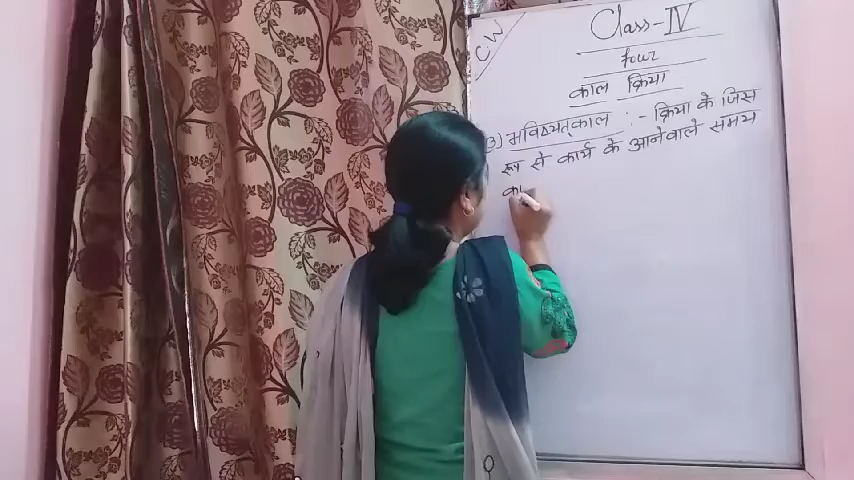 CW
Class-IV
four
काल क्रिया
3) भविष्यत्काल :- क्रिया के जिस
रूप से कार्य के आनेवाले समय
का